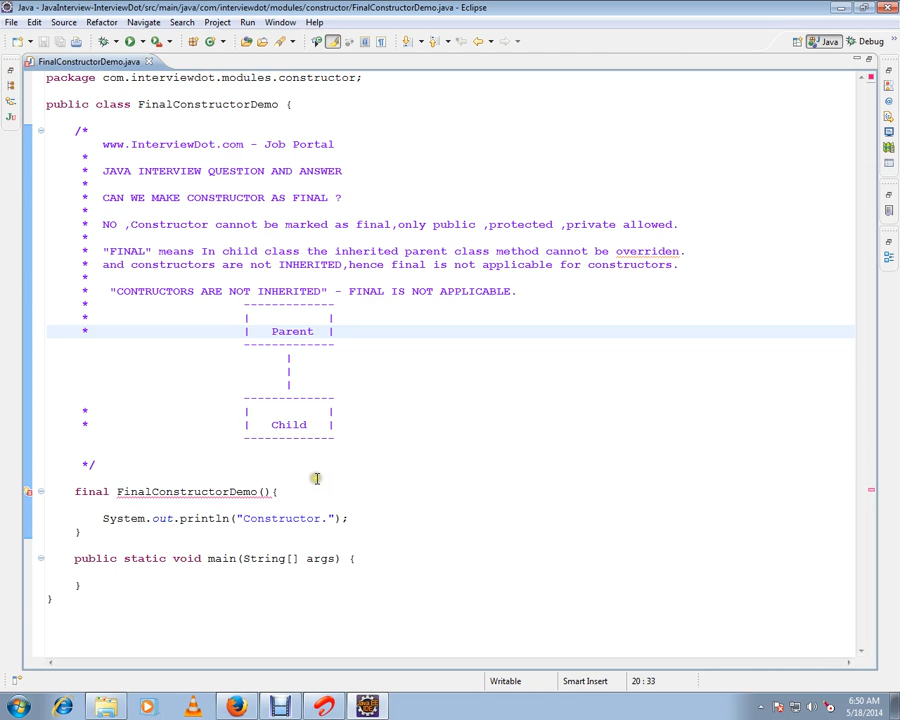 Java - JavaInterview-InterviewDot/src/main/java/com/interviewdot/modules/constructor/FinalConstructorDemo.java - Eclipse
File Edit Source Refactor Navigate Search Project Run Window Help
Java Debug
FinalConstructorDemo.java
package com.interviewdot.modules.constructor;
public class FinalConstructorDemo {
/*
www.InterviewDot.com - Job Portal
*
* JAVA INTERVIEW QUESTION AND ANSWER
*
* CAN WE MAKE CONSTRUCTOR AS FINAL ?
*
* NO ,Constructor cannot be marked as final,only public ,protected ,private allowed.
*
* "FINAL" means In child class the inherited parent class method cannot be overriden.
* and constructors are not INHERITED,hence final is not applicable for constructors.
*
* "CONTRUCTORS ARE NOT INHERITED" - FINAL IS NOT APPLICABLE.
* -------------
* | |
* | Parent |
-------------
|
|
|
-------------
* | |
* | Child |
-------------
*/
final FinalConstructorDemo(){
System.out.println("Constructor.");
}
public static void main(String[] args) {
}
}
Writable Smart Insert 20 : 33
6:50 AM
5/18/2014